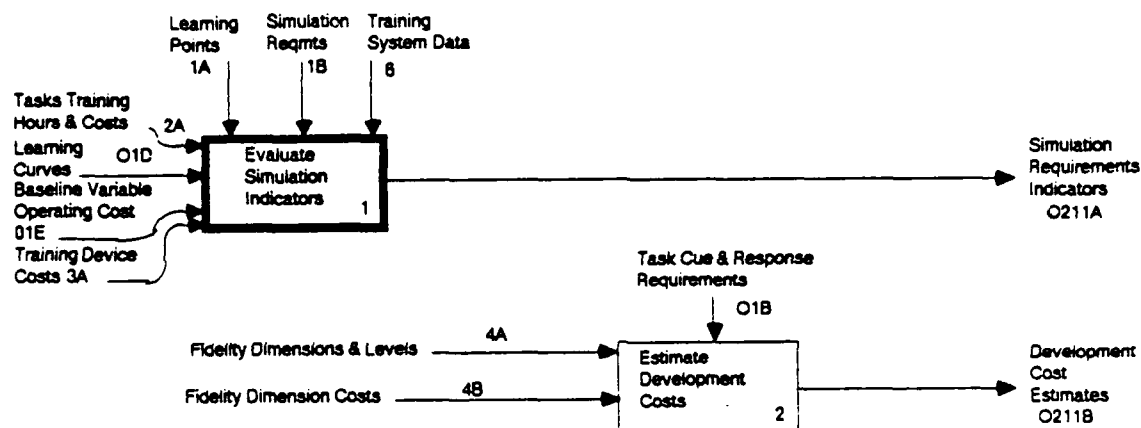 Learning
Points
1A
Simulation
Reqmts
1B
Training
System Data
6
Tasks Training
Hours & Costs
2A
Learning
Curves
O1D
Baseline Variable
Operating Cost
01E
Training Device
Costs 3A
Evaluate
Simulation
Indicators
1
Simulation
Requirements
Indicators
O211A
Task Cue & Response
Requirements
O1B
Fidelity Dimensions & Levels
4A
Fidelity Dimension Costs
4B
Estimate
Development
Costs
2
Development
Cost
Estimates
O211B